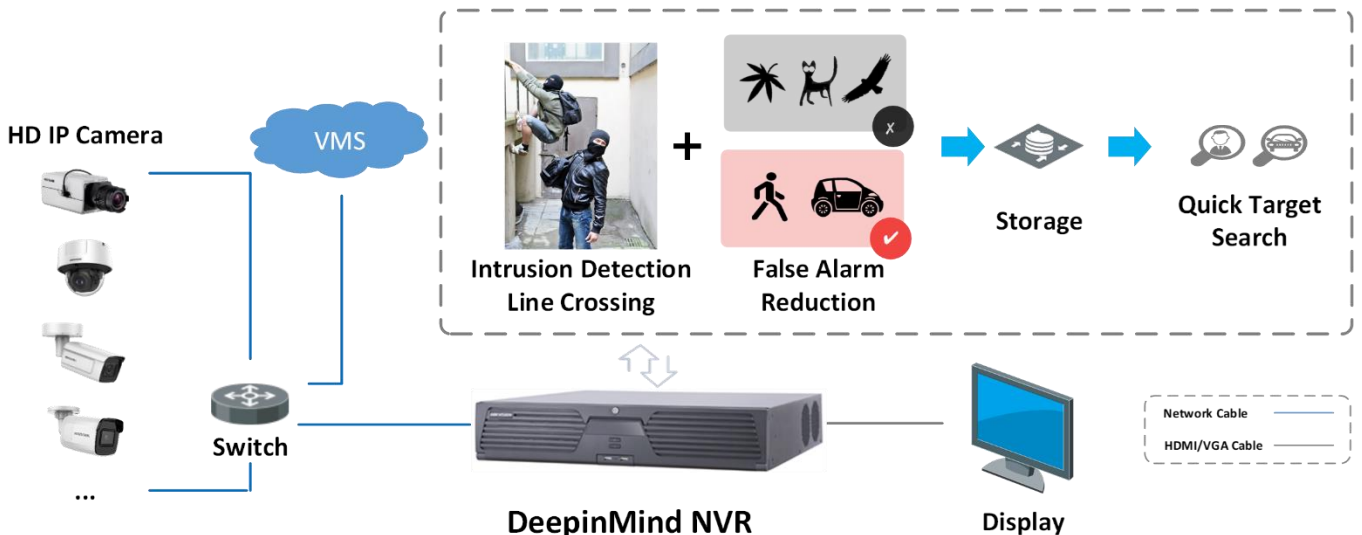 HD IP Camera
VMS
Intrusion Detection
Line Crossing
+
False Alarm
Reduction
Storage
Quick Target
Search
Switch
...
DeepinMind NVR
Display
Network Cable
HDMI/VGA Cable